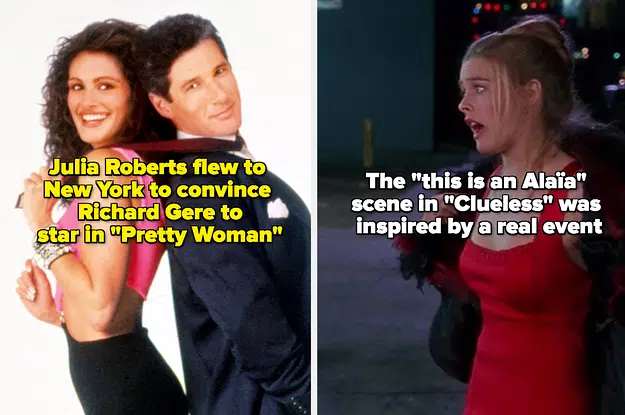 Julia Roberts flew to
New York to convince
Richard Gere to
star in "Pretty Woman"
The "this is an Alaïa"
scene in "Clueless" was
inspired by a real event